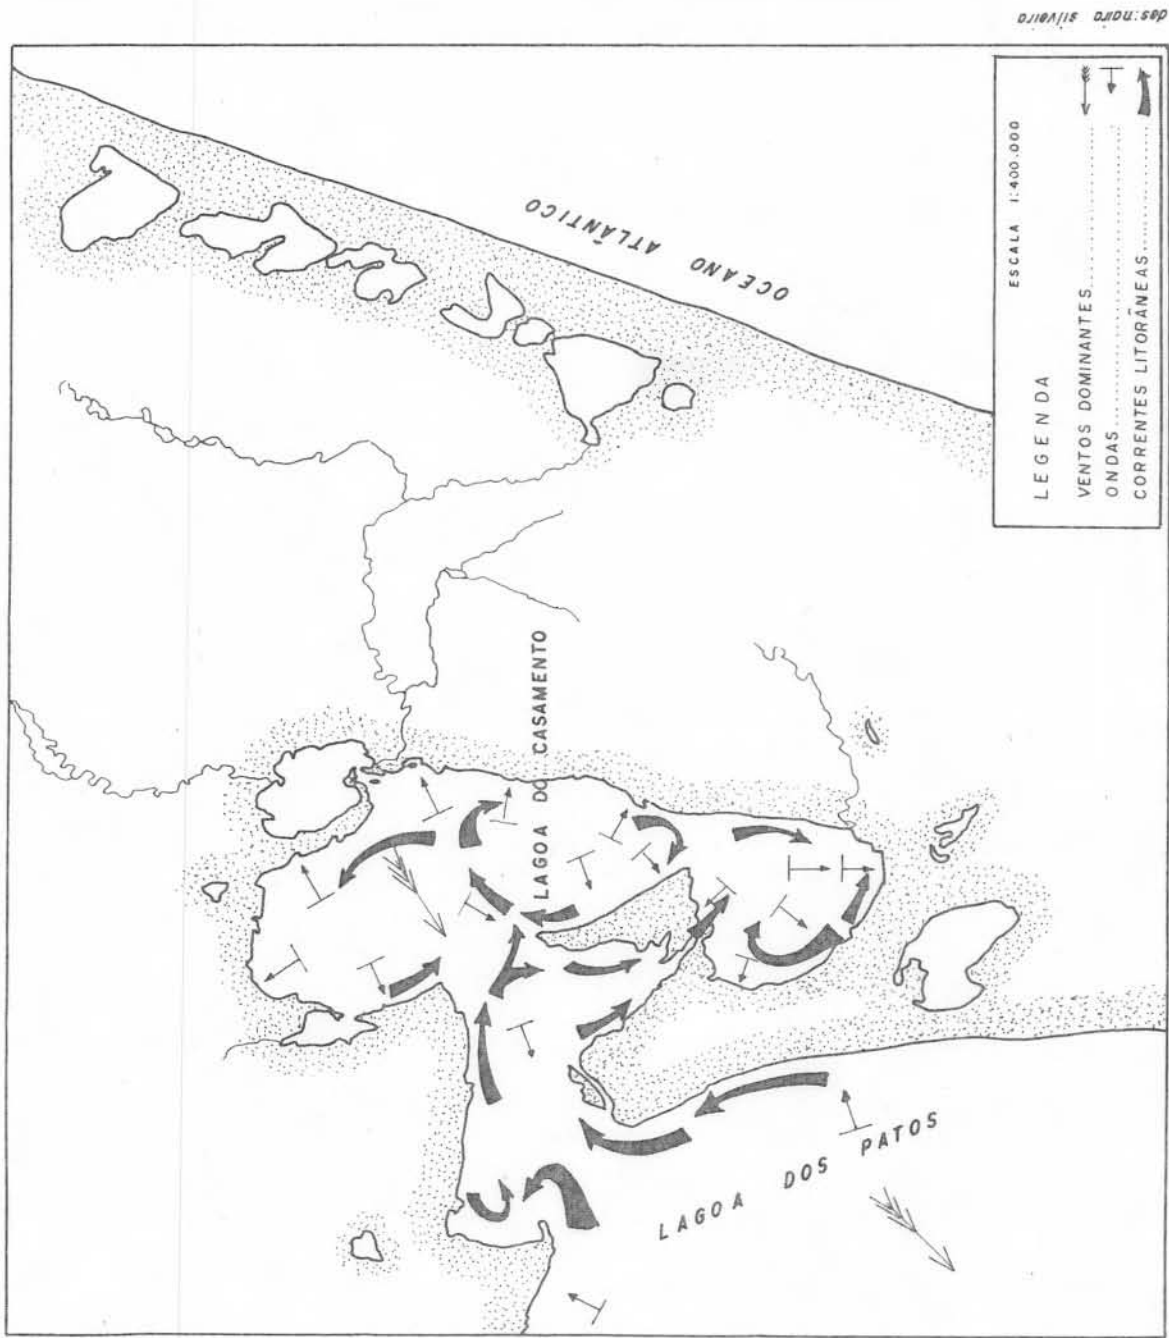 des: naira silveira
OCEANO ATLÂNTICO
LAGOA DO CASAMENTO
LAGOA DOS PATOS
ESCALA 1:400.000
LEGENDA
VENTOS DOMINANTES
ONDAS
CORRENTES LITORÂNEAS